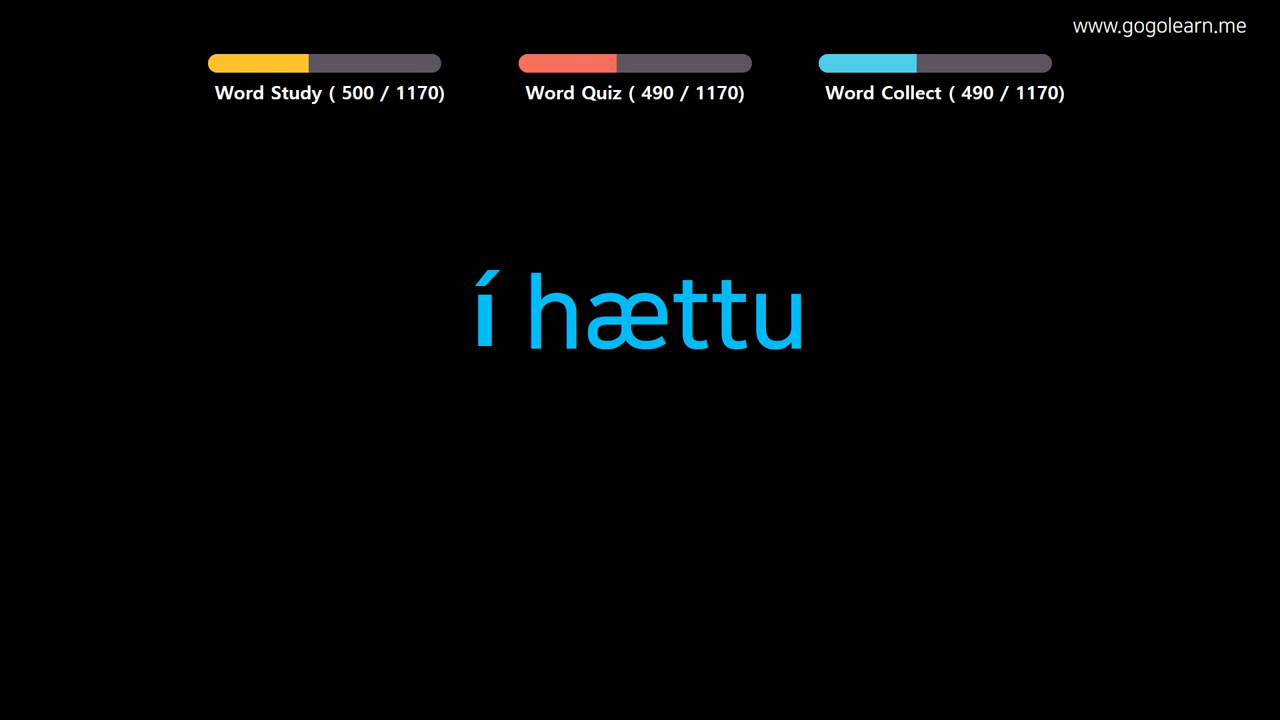 www.gogolearn.me
Word Study ( 500 / 1170)
Word Quiz ( 490 / 1170)
Word Collect ( 490 / 1170)
í hættu